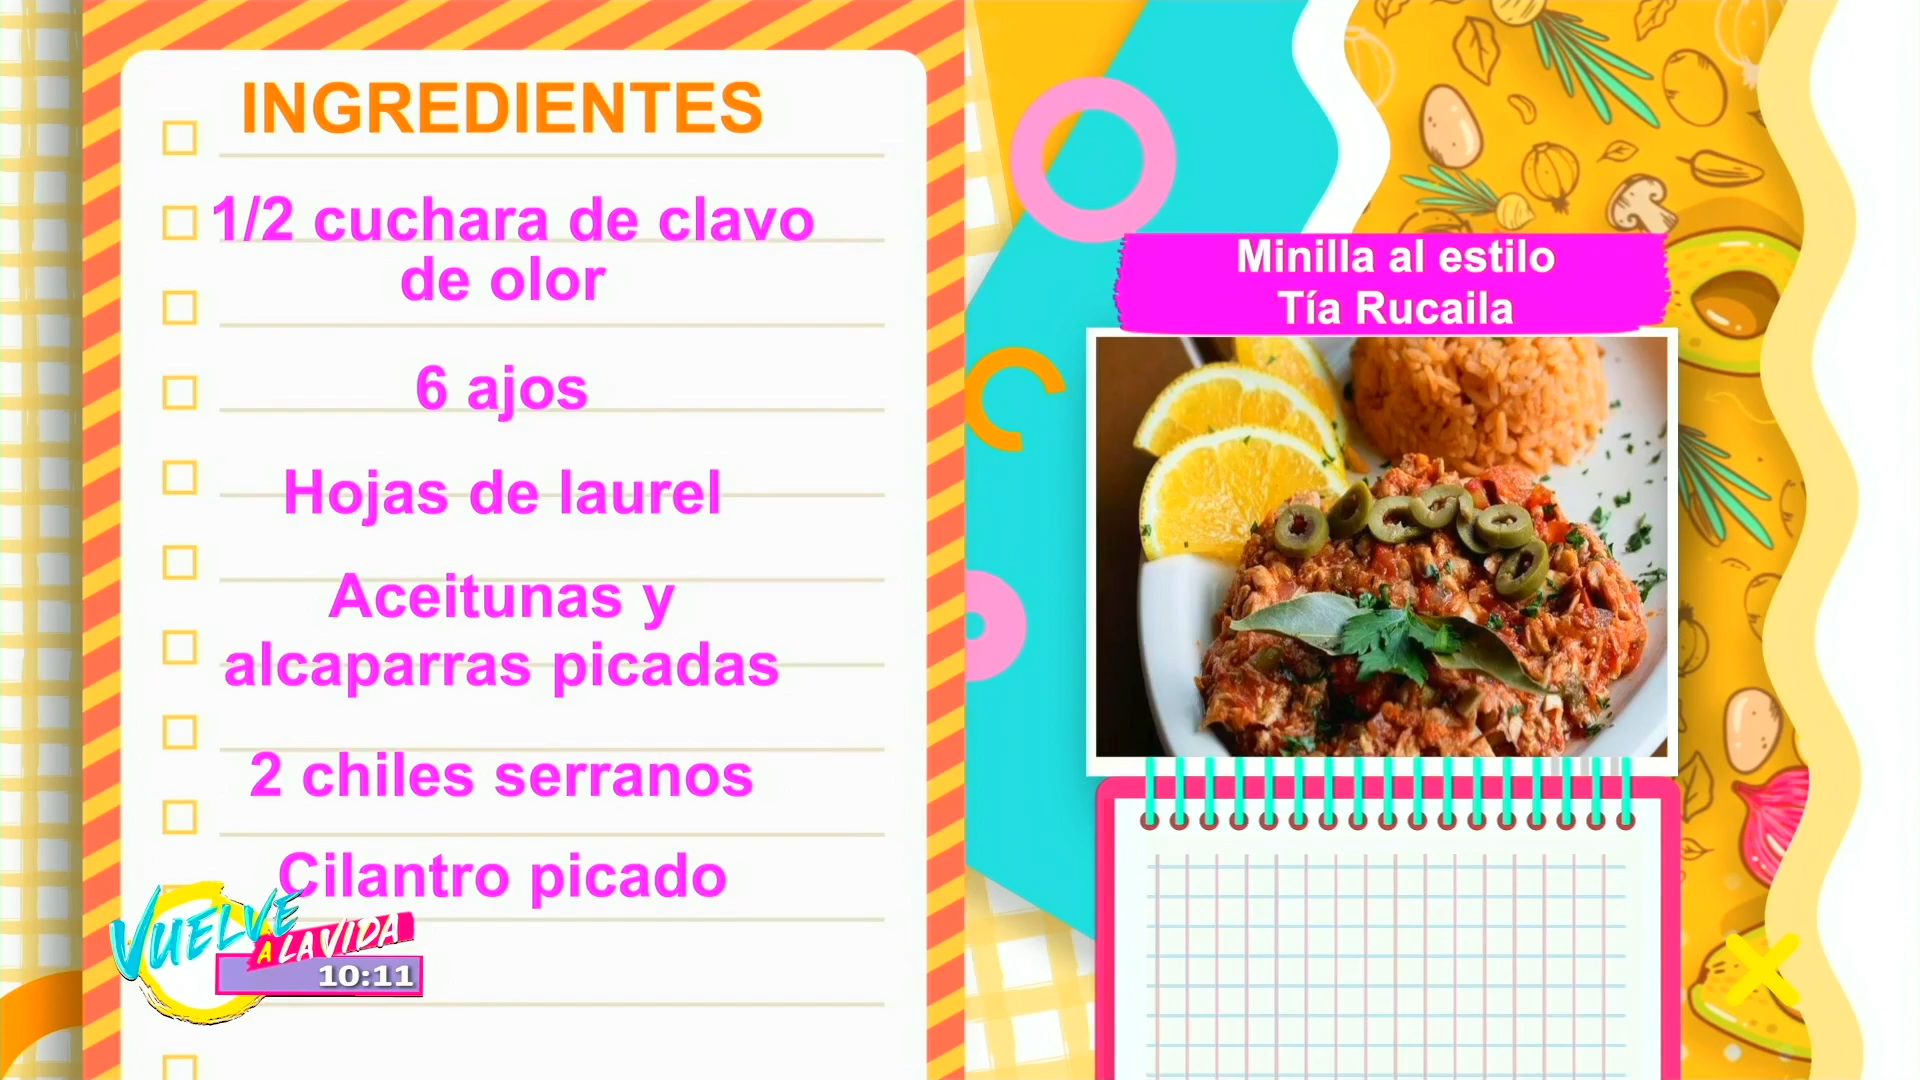 INGREDIENTES
1/2 cuchara de clavo
de olor
6 ajos
Hojas de laurel
Aceitunas y
alcaparras picadas
2 chiles serranos
Cilantro picado
VUELVE
A LA VIDA
10:11
Minilla al estilo
Tía Rucaila